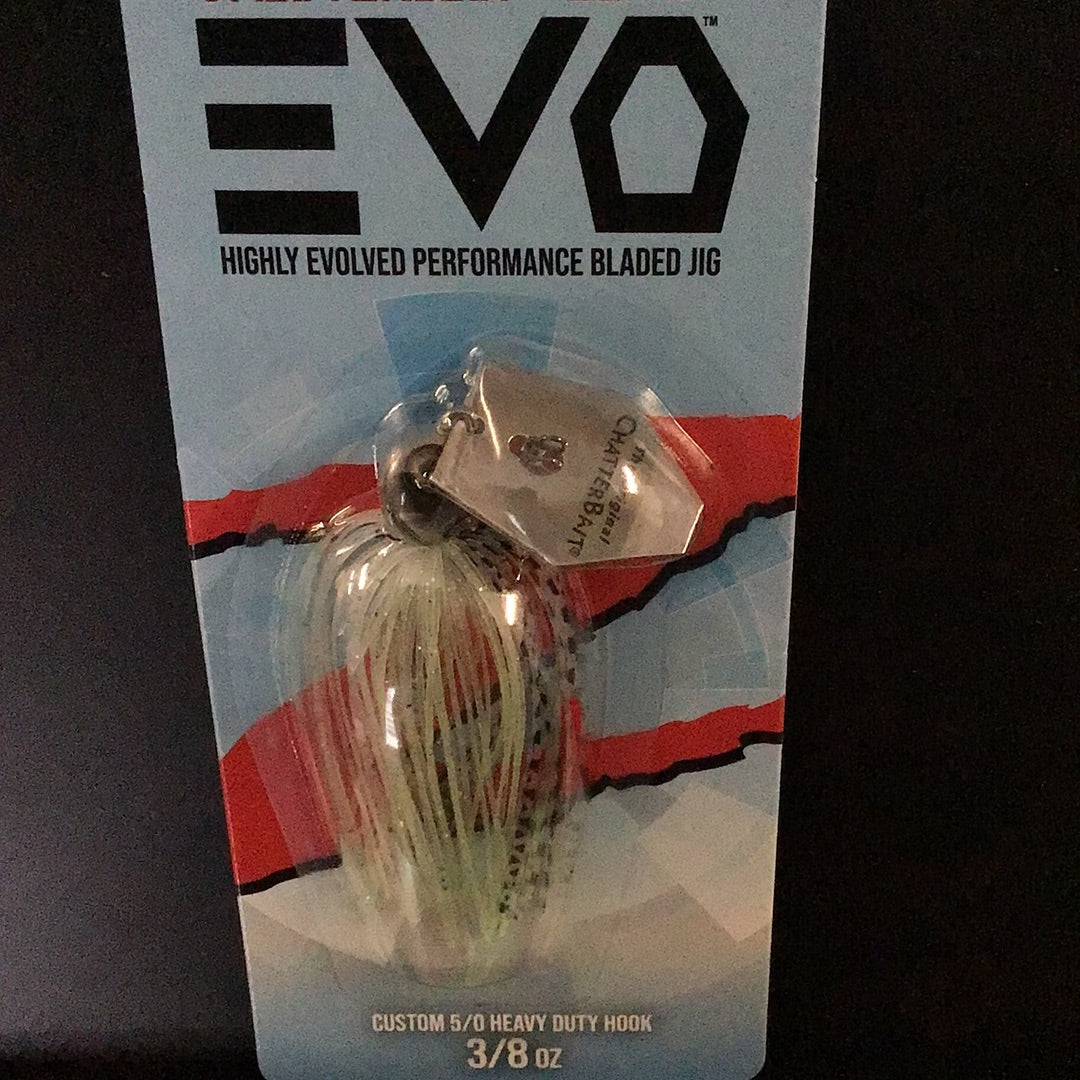 EVO™
HIGHLY EVOLVED PERFORMANCE BLADED JIG
CHATTERBAIT®
CUSTOM 5/0 HEAVY DUTY HOOK
3/8 OZ